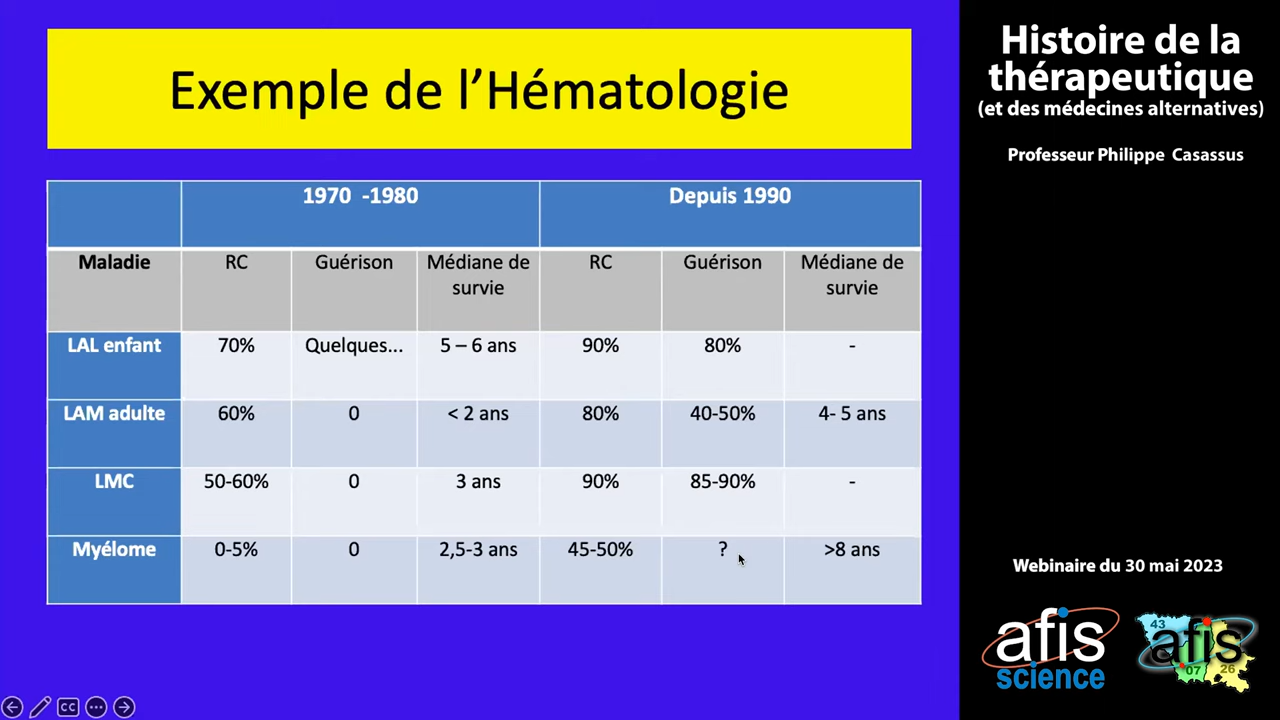 Exemple de l'Hématologie
1970 -1980 Depuis 1990
Maladie RC Guérison Médiane de survie RC Guérison Médiane de survie
LAL enfant 70% Quelques... 5 – 6 ans 90% 80% -
LAM adulte 60% 0 < 2 ans 80% 40-50% 4- 5 ans
LMC 50-60% 0 3 ans 90% 85-90% -
Myélome 0-5% 0 2,5-3 ans 45-50% ? >8 ans
Histoire de la
thérapeutique
(et des médecines alternatives)
Professeur Philippe Casassus
Webinaire du 30 mai 2023
afis
science
43
afis
07
26
CC